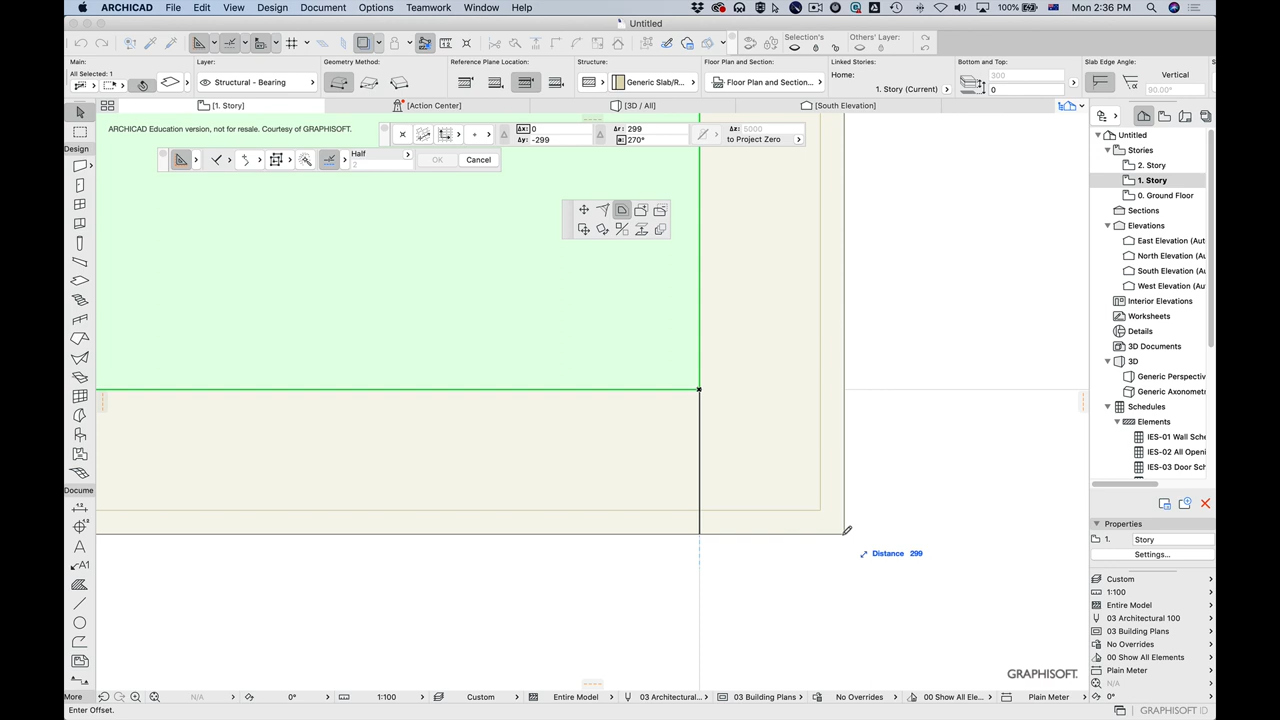 ARCHICAD File Edit View Design Document Options Teamwork Window Help 100% Mon 2:36 PM
Untitled
Selection's
Others' Layer:
Main: Layer: Geometry Method: Reference Plane Location: Structure: Floor Plan and Section: Linked Stories: Bottom and Top: Slab Edge Angle:
All Selected: 1
Structural - Bearing
Generic Slab/R...
Floor Plan and Section...
Home:
1. Story (Current)
300
0
Vertical
90.00°
[1. Story] [Action Center] [3D / All] [South Elevation]
ARCHICAD Education version, not for resale. Courtesy of GRAPHISOFT.
Δx: 0
Δy: -299
Δr: 299
a: 270°
Δz: 5000
to Project Zero
Half
2
OK
Cancel
Design
Docume
More
Distance 299
GRAPHISOFT.
Untitled
Stories
2. Story
1. Story
0. Ground Floor
Sections
Elevations
East Elevation (Aut
North Elevation (Au
South Elevation (Au
West Elevation (Aut
Interior Elevations
Worksheets
Details
3D Documents
3D
Generic Perspectiv
Generic Axonomet
Schedules
Elements
IES-01 Wall Sche
IES-02 All Openi
IES-03 Door Sch
Properties
1. Story
Settings...
Custom
1:100
Entire Model
03 Architectural 100
03 Building Plans
No Overrides
00 Show All Elements
Plain Meter
N/A
0°
N/A 0° 1:100 Custom Entire Model 03 Architectural... 03 Building Plans No Overrides 00 Show All Ele... Plain Meter
Enter Offset.
GRAPHISOFT ID